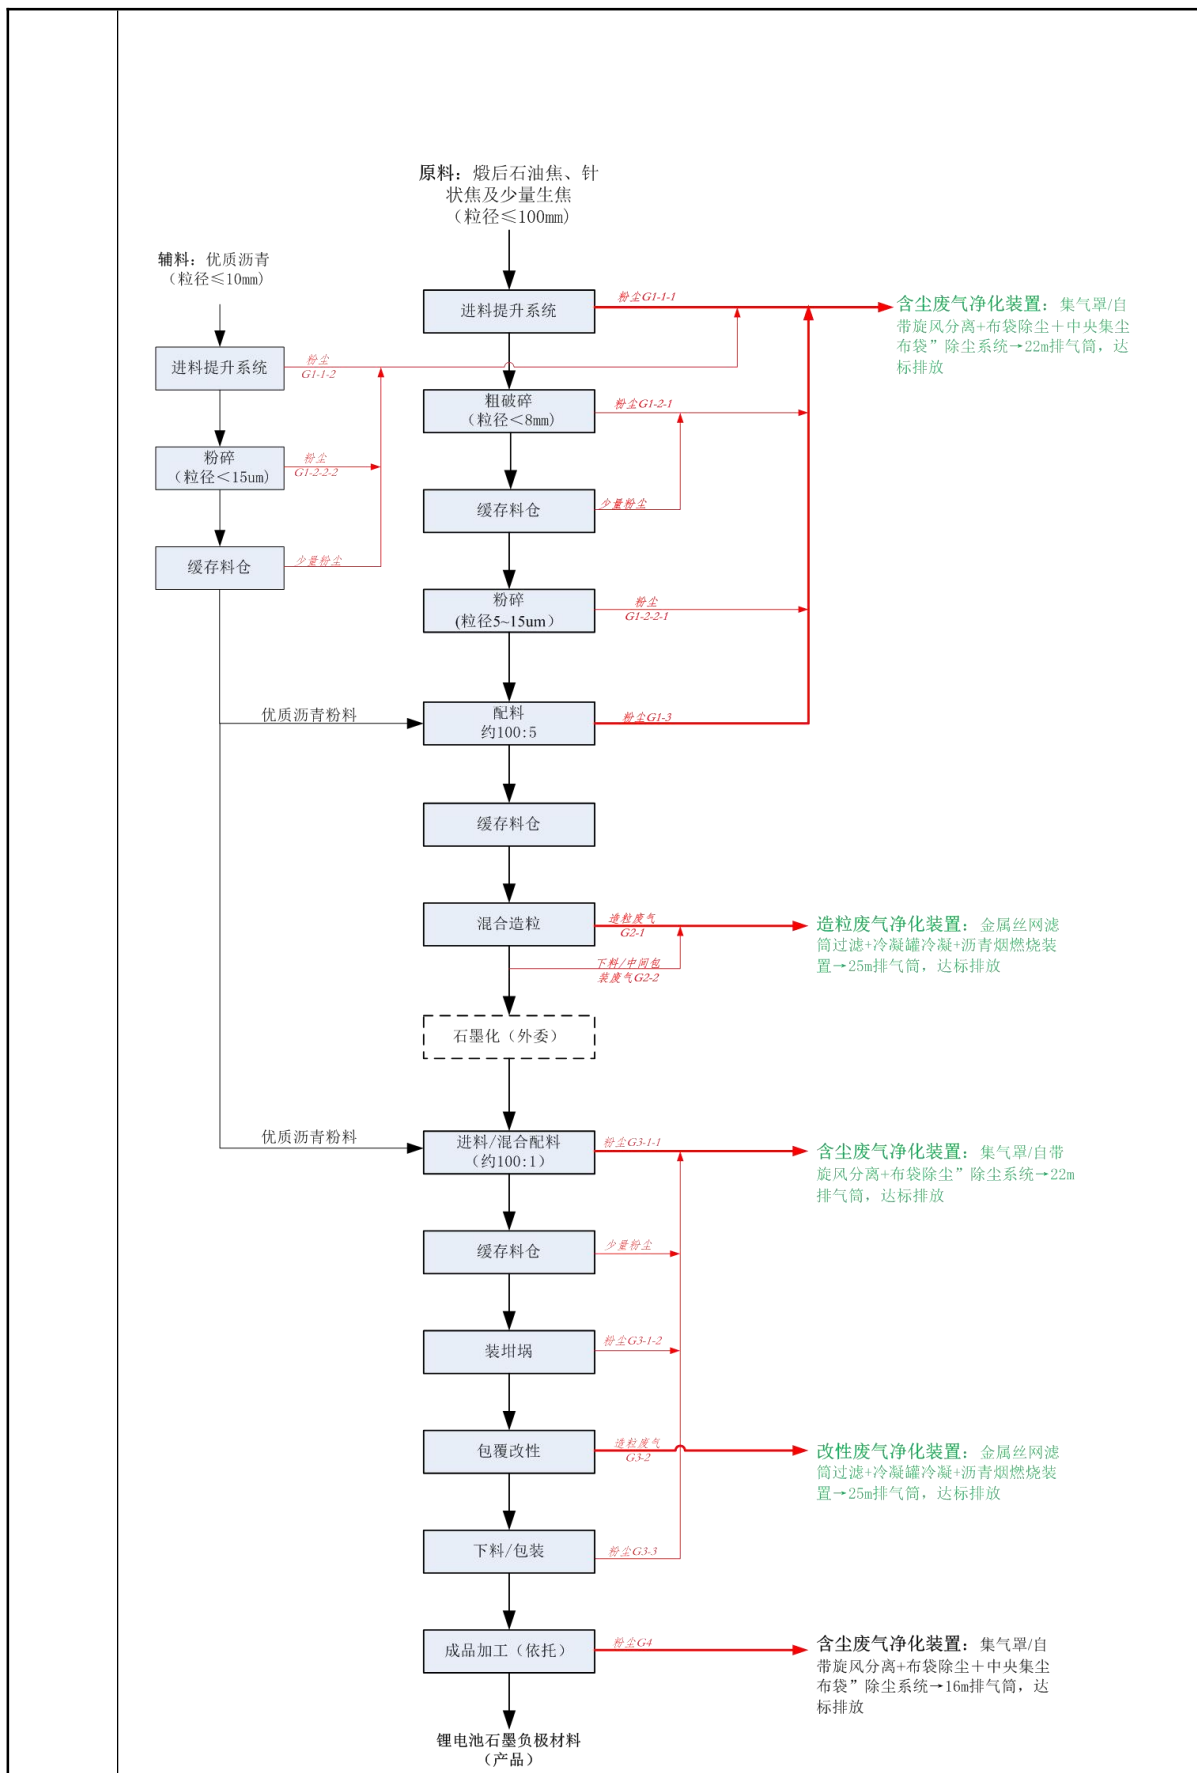 原料：煅后石油焦、针
状焦及少量生焦
（粒径≤100mm）
辅料：优质沥青
（粒径≤10mm）
进料提升系统
粉尘G1-1-1
含尘废气净化装置：集气罩/自
带旋风分离+布袋除尘＋中央集尘
布袋”除尘系统→22m排气筒，达
标排放
进料提升系统
粉尘
G1-1-2
粗破碎
（粒径＜8mm）
粉尘G1-2-1
粉碎
（粒径＜15um）
粉尘
G1-2-2-2
缓存料仓
少量粉尘
缓存料仓
少量粉尘
粉碎
(粒径5~15um）
粉尘
G1-2-2-1
优质沥青粉料
配料
约100:5
粉尘G1-3
缓存料仓
混合造粒
造粒废气
G2-1
造粒废气净化装置：金属丝网滤
筒过滤+冷凝罐冷凝+沥青烟燃烧装
置→25m排气筒，达标排放
下料/中间包
装废气G2-2
石墨化（外委）
优质沥青粉料
进料/混合配料
（约100:1）
粉尘G3-1-1
含尘废气净化装置：集气罩/自带
旋风分离+布袋除尘”除尘系统→22m
排气筒，达标排放
缓存料仓
少量粉尘
装坩埚
粉尘G3-1-2
包覆改性
造粒废气
G3-2
改性废气净化装置：金属丝网滤
筒过滤+冷凝罐冷凝+沥青烟燃烧装
置→25m排气筒，达标排放
下料/包装
粉尘G3-3
成品加工（依托）
粉尘G4
含尘废气净化装置：集气罩/自
带旋风分离+布袋除尘＋中央集尘
布袋”除尘系统→16m排气筒，达
标排放
锂电池石墨负极材料
（产品）